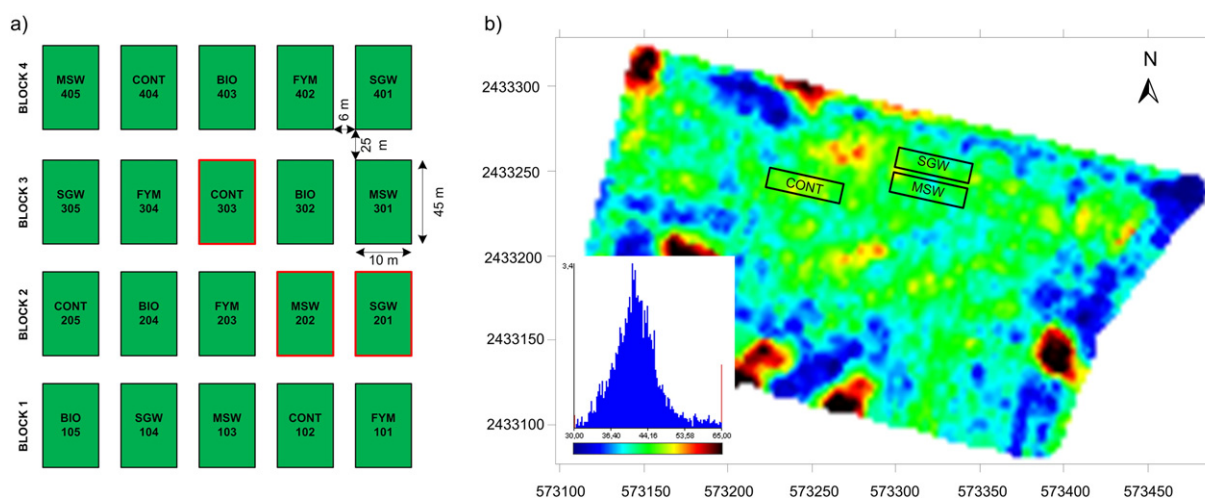 a)
BLOCK 4
MSW
405
CONT
404
BIO
403
FYM
402
SGW
401
6 m
25
m
BLOCK 3
SGW
305
FYM
304
CONT
303
BIO
302
MSW
301
45 m
10 m
BLOCK 2
CONT
205
BIO
204
FYM
203
MSW
202
SGW
201
BLOCK 1
BIO
105
SGW
104
MSW
103
CONT
102
FYM
101
b)
N
2433300
2433250
2433200
2433150
2433100
SGW
CONT
MSW
3,4
30,00 36,40 44,16 53,58 65,00
573100 573150 573200 573250 573300 573350 573400 573450